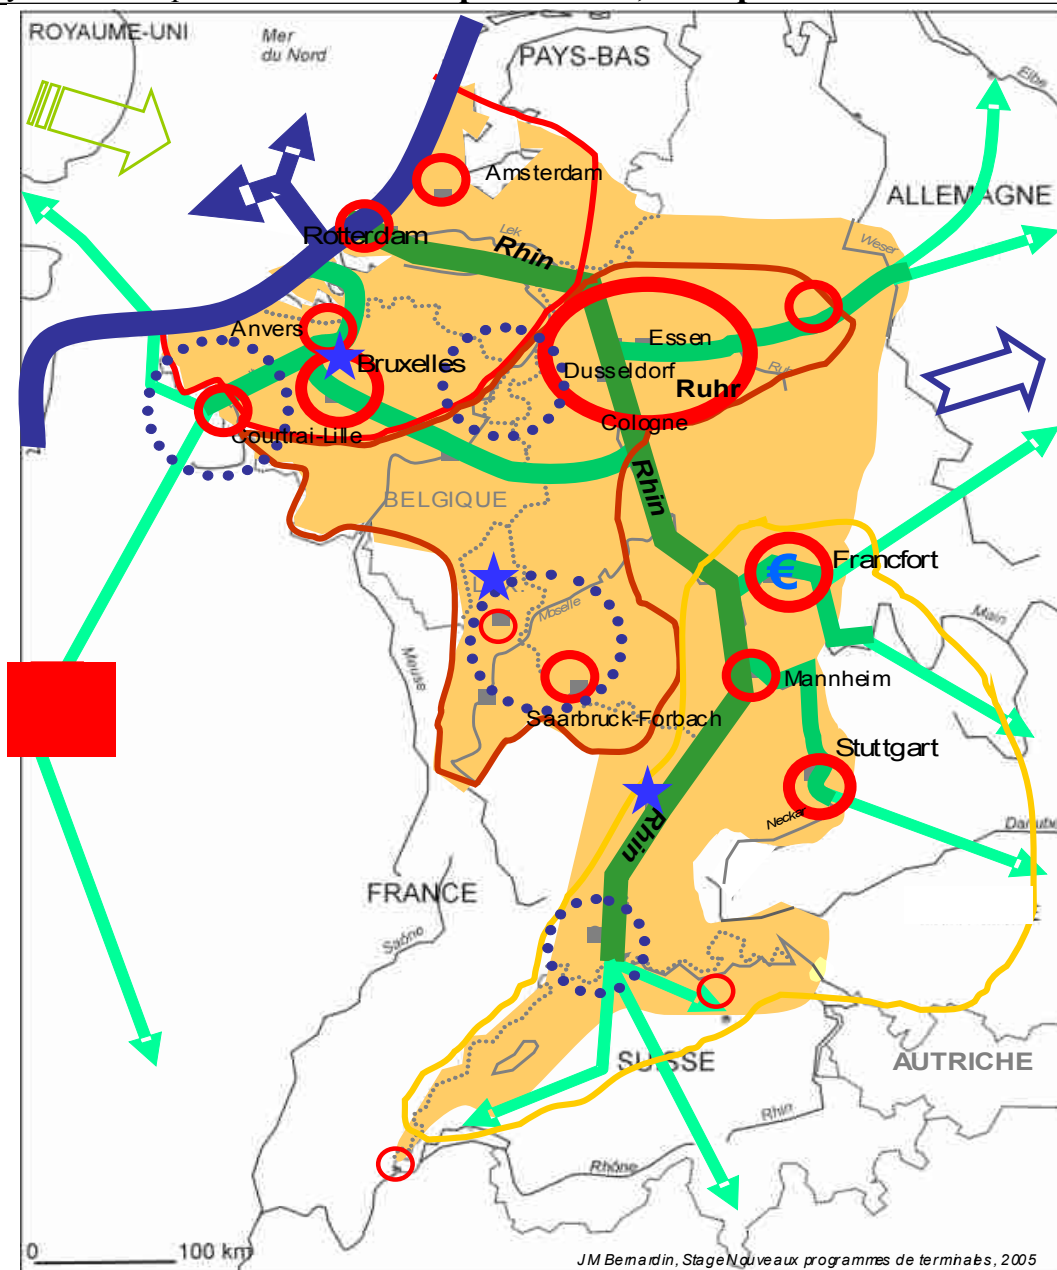 ROYAUME-UNI
Mer
du Nord
PAYS-BAS
Elbe
Amsterdam
ALLEMAGNE
Rotterdam
Lek
Rhin
Weser
Anvers
Essen
Bruxelles
Dusseldorf
Ruhr
Courtrai-Lille
Cologne
Rhin
BELGIQUE
€
Francfort
Moselle
Main
Meuse
Mannheim
Saarbruck-Forbach
Stuttgart
Neckar
Danube
Rhin
FRANCE
Saône
SUISSE
AUTRICHE
Rhin
Rhône
0 100 km
JM Bernardin, Stage Nouveaux programmes de terminales, 2005